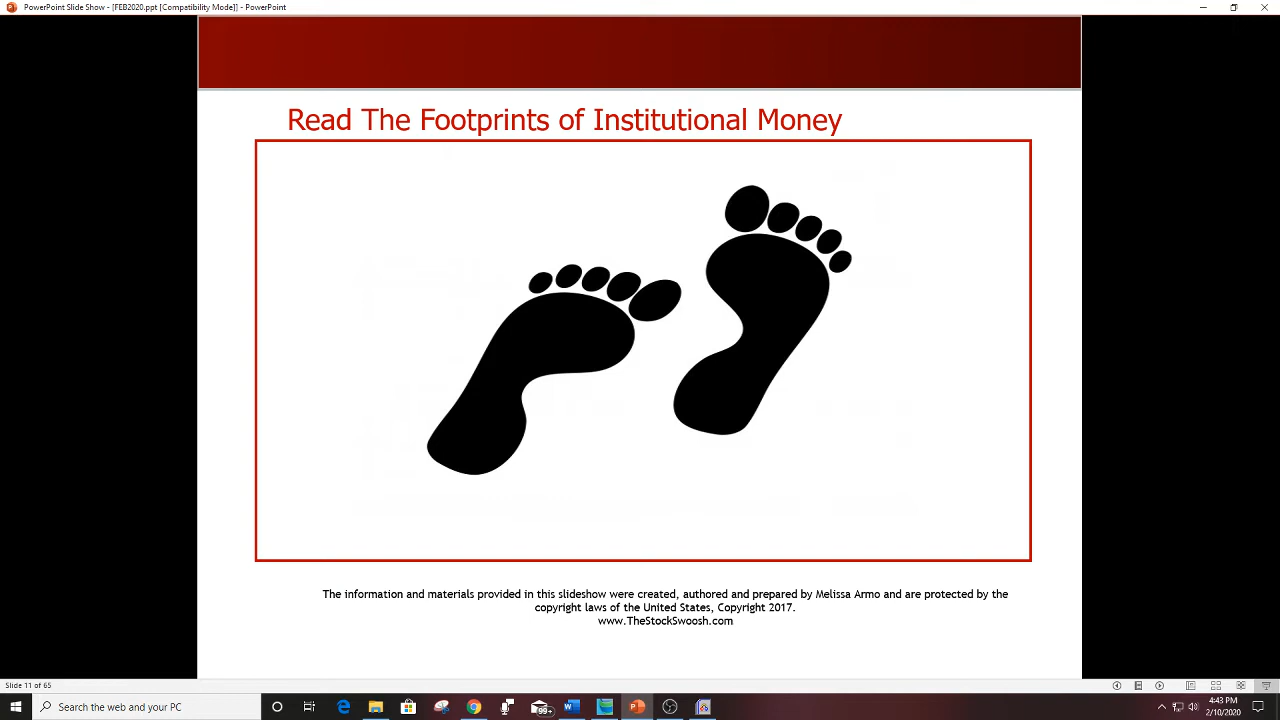 PowerPoint Slide Show - [FEB2020.ppt [Compatibility Mode]] - PowerPoint
Read The Footprints of Institutional Money
The information and materials provided in this slideshow were created, authored and prepared by Melissa Armo and are protected by the
copyright laws of the United States, Copyright 2017.
www.TheStockSwoosh.com
Slide 11 of 65
Search the web and your PC
99+
4:43 PM
2/10/2020